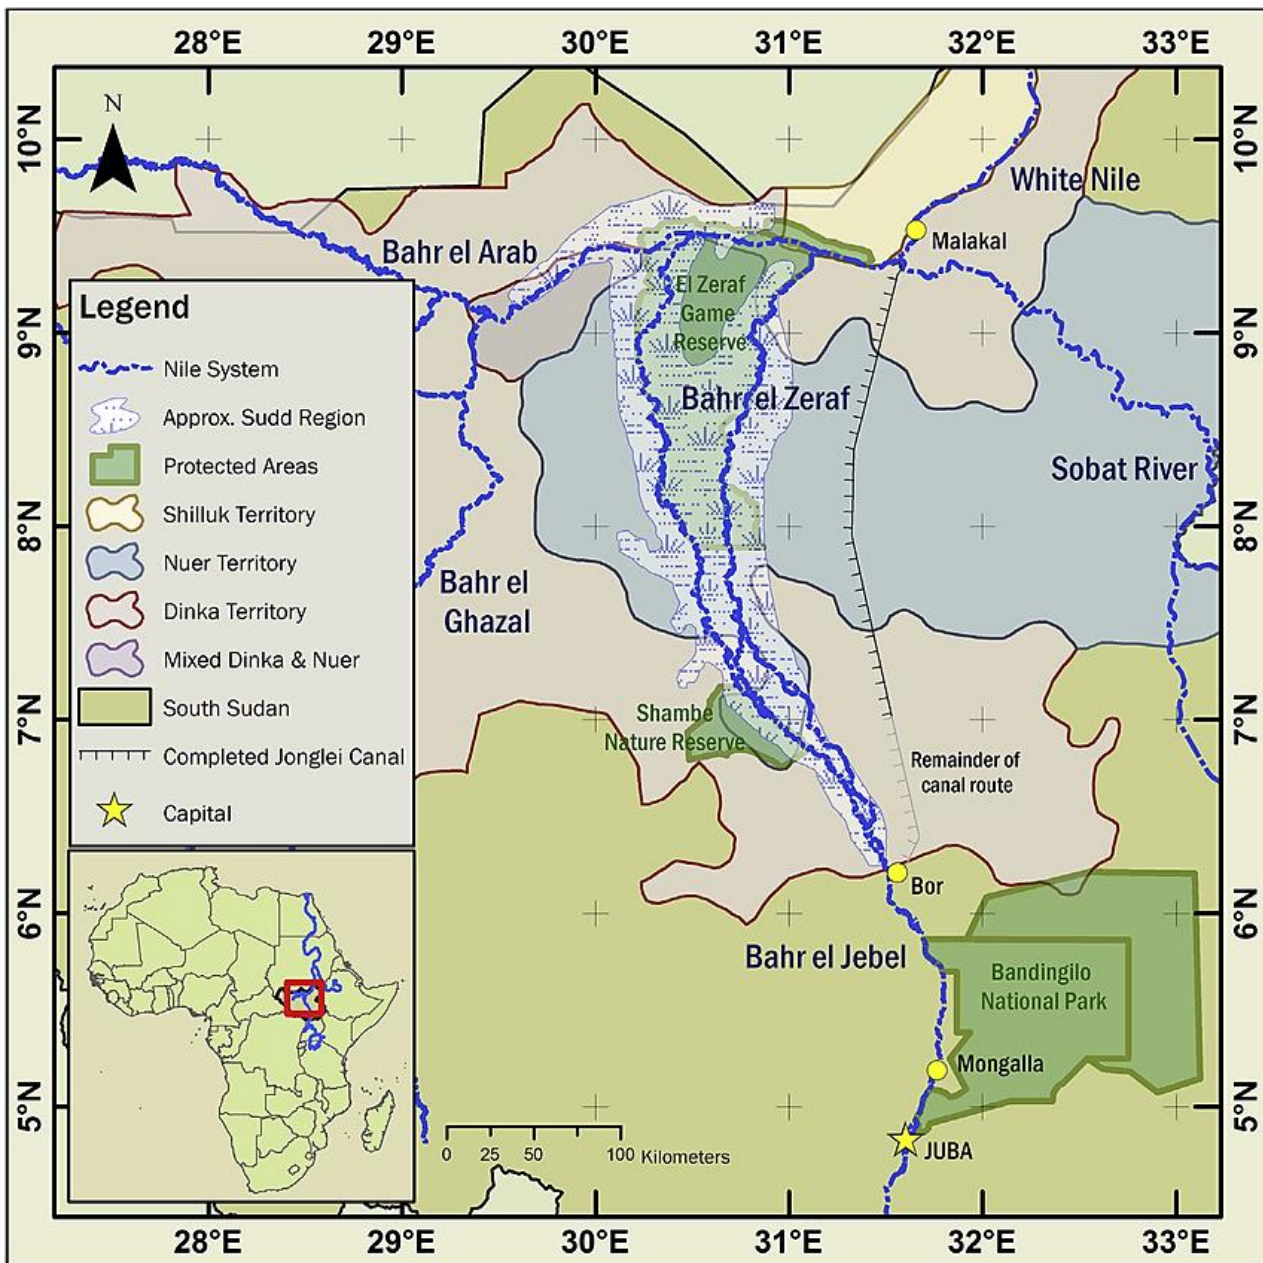 28°E 29°E 30°E 31°E 32°E 33°E
10°N
9°N
8°N
7°N
6°N
5°N
10°N
9°N
8°N
7°N
6°N
5°N
N
White Nile
Malakal
Bahr el Arab
El Zeraf
Game
Reserve
Bahr el Zeraf
Sobat River
Bahr el
Ghazal
Shambe
Nature Reserve
Remainder of
canal route
Bor
Bahr el Jebel
Bandingilo
National Park
Mongalla
JUBA
Legend
Nile System
Approx. Sudd Region
Protected Areas
Shilluk Territory
Nuer Territory
Dinka Territory
Mixed Dinka & Nuer
South Sudan
Completed Jonglei Canal
Capital
0 25 50 100 Kilometers
28°E 29°E 30°E 31°E 32°E 33°E